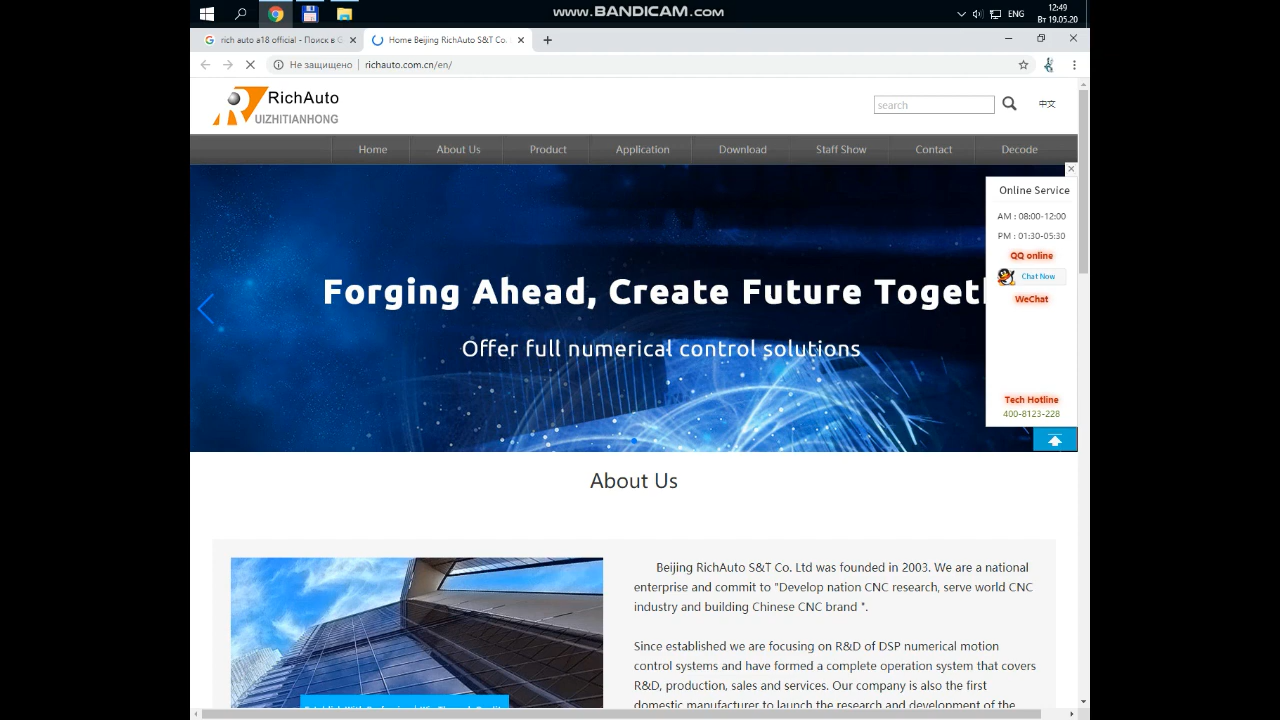 WWW.BANDICAM.COM
12:49
ENG
Вт 19.05.20
rich auto a18 official - Поиск в G
Home Beijing RichAuto S&T Co.
Не защищено
richauto.com.cn/en/
RichAuto
UIZHITIANHONG
search
中文
Home
About Us
Product
Application
Download
Staff Show
Contact
Decode
Online Service
AM : 08:00-12:00
PM : 01:30-05:30
QQ online
Chat Now
WeChat
Tech Hotline
400-8123-228
Forging Ahead, Create Future Toget
Offer full numerical control solutions
About Us
Beijing RichAuto S&T Co. Ltd was founded in 2003. We are a national
enterprise and commit to "Develop nation CNC research, serve world CNC
industry and building Chinese CNC brand ".
Since established we are focusing on R&D of DSP numerical motion
control systems and have formed a complete operation system that covers
R&D, production, sales and services. Our company is also the first
domestic manufacturer to launch the research and development of the